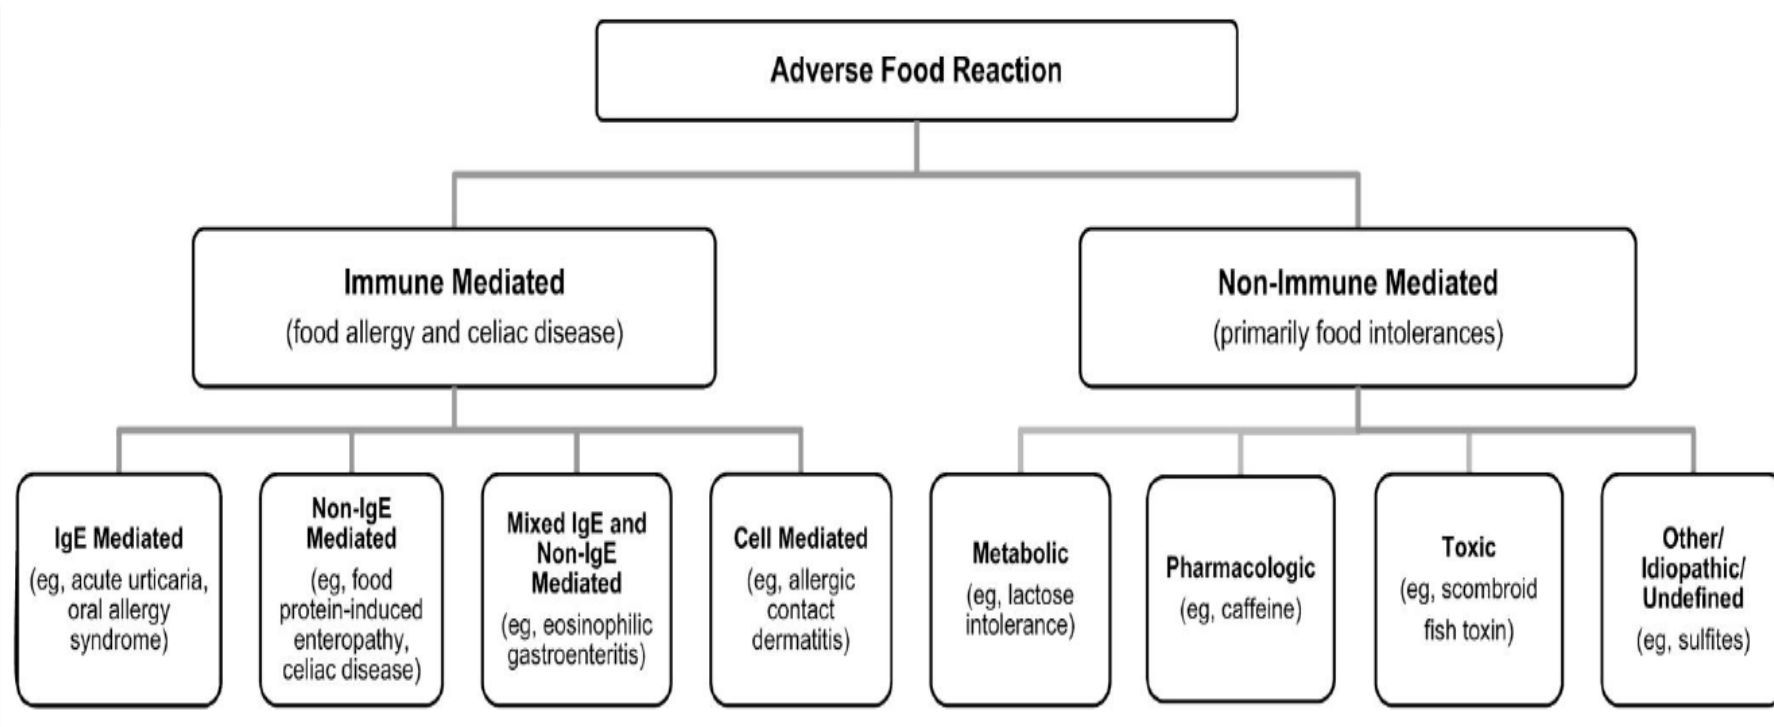 Adverse Food Reaction
Immune Mediated
(food allergy and celiac disease)
Non-Immune Mediated
(primarily food intolerances)
IgE Mediated
(eg, acute urticaria,
oral allergy
syndrome)
Non-IgE
Mediated
(eg, food
protein-induced
enteropathy,
celiac disease)
Mixed IgE and
Non-IgE
Mediated
(eg, eosinophilic
gastroenteritis)
Cell Mediated
(eg, allergic
contact
dermatitis)
Metabolic
(eg, lactose
intolerance)
Pharmacologic
(eg, caffeine)
Toxic
(eg, scombroid
fish toxin)
Other/
Idiopathic/
Undefined
(eg, sulfites)